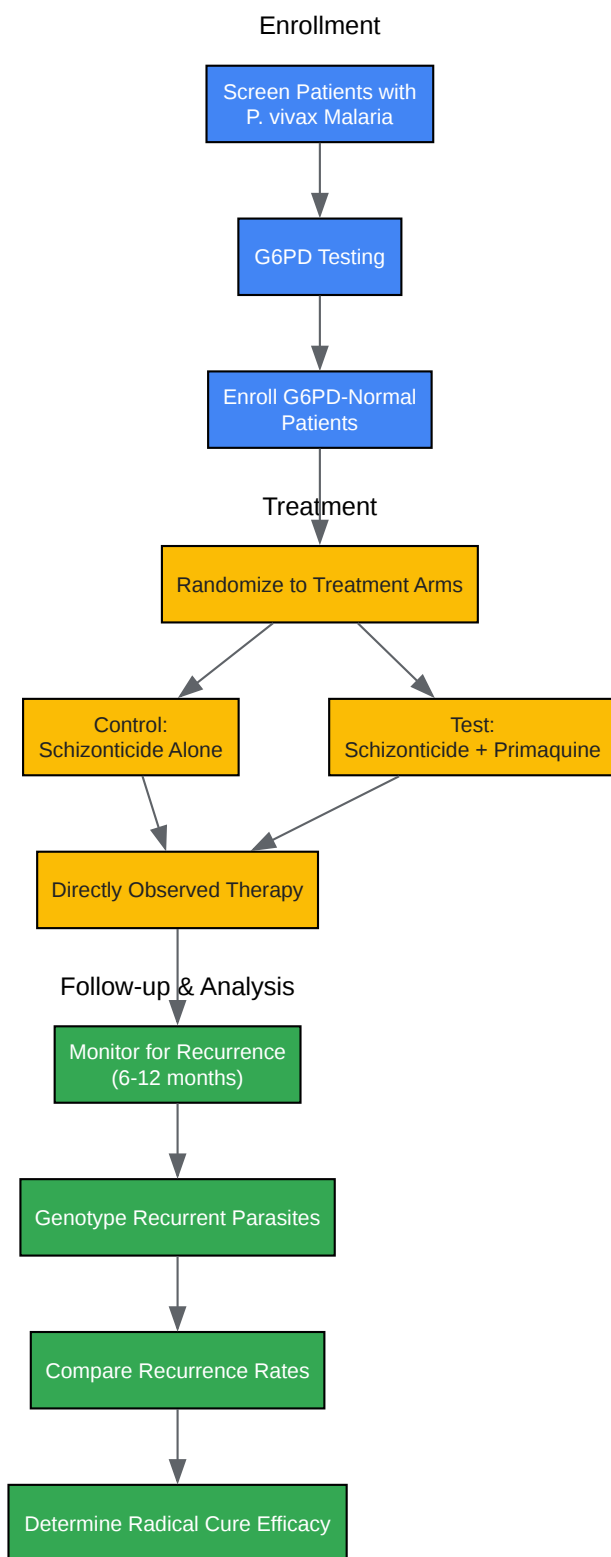 Enrollment
Screen Patients with
P. vivax Malaria
G6PD Testing
Enroll G6PD-Normal
Patients
Treatment
Randomize to Treatment Arms
Control:
Schizonticide Alone
Test:
Schizonticide + Primaquine
Directly Observed Therapy
Follow-up & Analysis
Monitor for Recurrence
(6-12 months)
Genotype Recurrent Parasites
Compare Recurrence Rates
Determine Radical Cure Efficacy